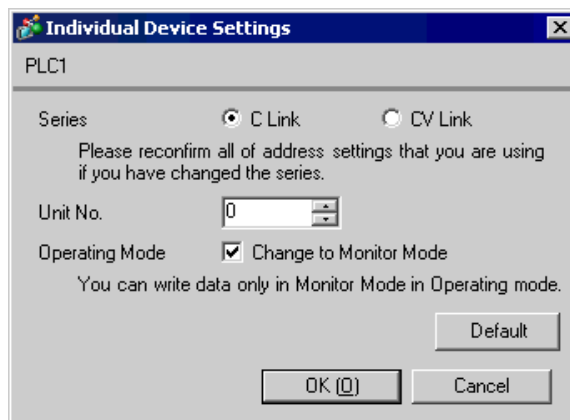 Individual Device Settings
PLC1
Series C Link CV Link
Please reconfirm all of address settings that you are using
if you have changed the series.
Unit No. 0
Operating Mode Change to Monitor Mode
You can write data only in Monitor Mode in Operating mode.
Default
OK (O) Cancel